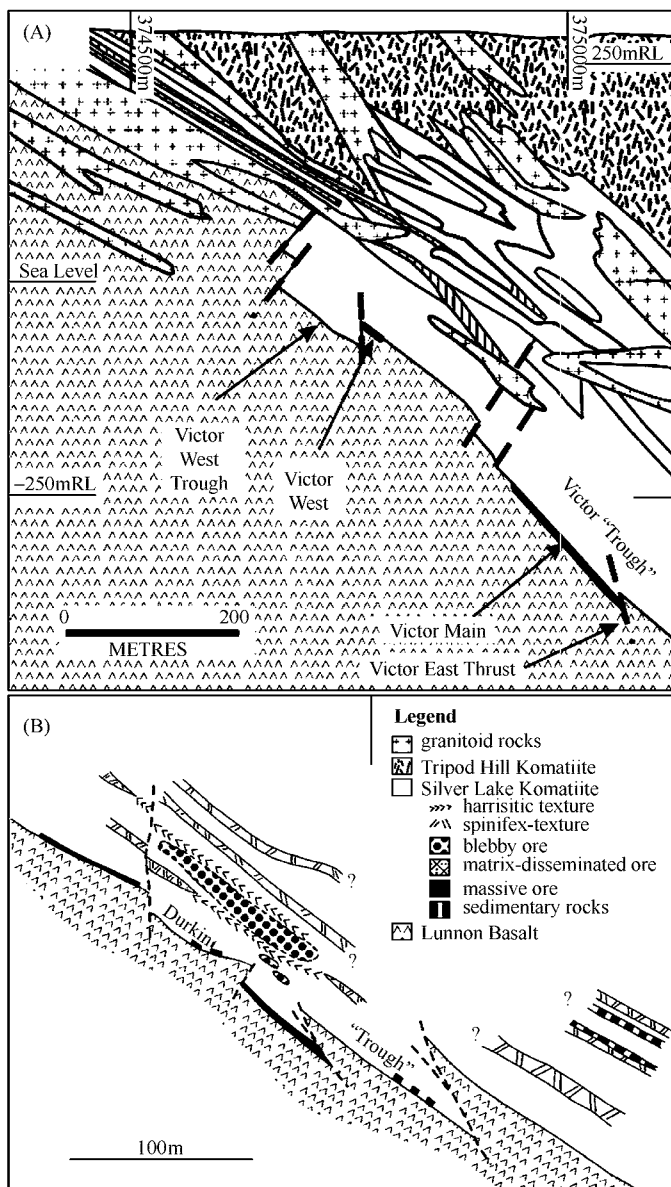 (A)
374500m
375000m
250mRL
Sea Level
-250mRL
Victor
West
Trough
Victor
West
Victor "Trough"
0 200
METRES
Victor Main
Victor East Thrust
(B)
Legend
granitoid rocks
Tripod Hill Komatiite
Silver Lake Komatiite
harrisitic texture
spinifex-texture
blebby ore
matrix-disseminated ore
massive ore
sedimentary rocks
Lunnon Basalt
?
?
Durkin
?
?
"Trough"
100m